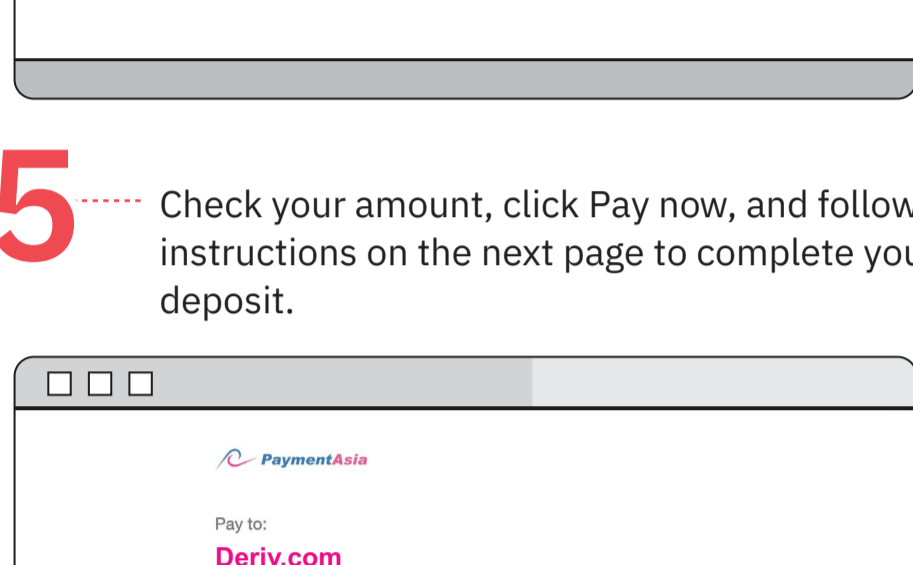 5
Check your amount, click Pay now, and follow
instructions on the next page to complete
deposit.
PaymentAsia
Pay to:
Deriv.com